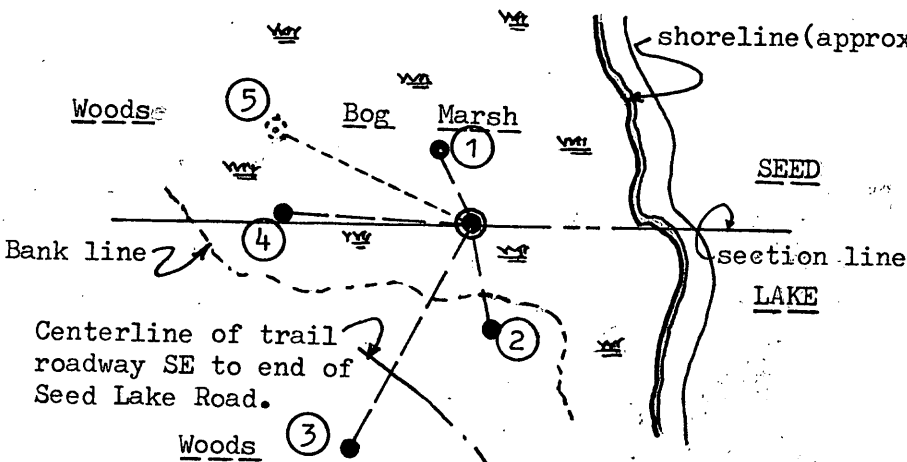 shoreline(approx
Woods
5
Bog
Marsh
1
SEED
4
Bank line
section line
LAKE
Centerline of trail
roadway SE to end of
Seed Lake Road.
2
Woods
3